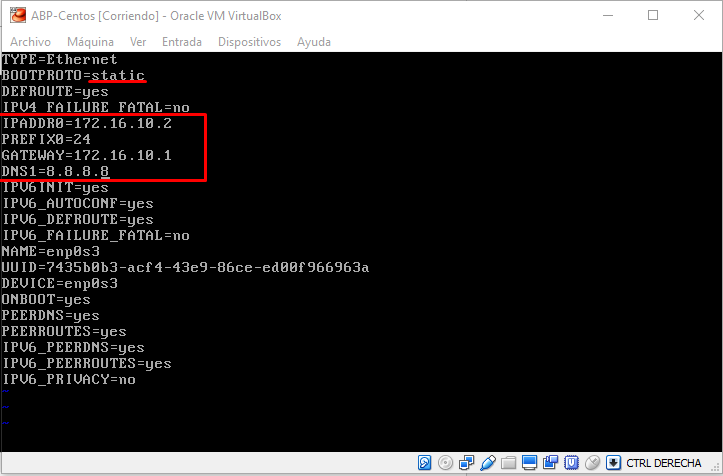 ABP-Centos [Corriendo] - Oracle VM VirtualBox
Archivo Máquina Ver Entrada Dispositivos Ayuda
TYPE=Ethernet
BOOTPROTO=static
DEFROUTE=yes
IPV4_FAILURE_FATAL=no
IPADDR0=172.16.10.2
PREFIX0=24
GATEWAY=172.16.10.1
DNS1=8.8.8.8
IPV6INIT=yes
IPV6_AUTOCONF=yes
IPV6_DEFROUTE=yes
IPV6_FAILURE_FATAL=no
NAME=enp0s3
UUID=7435b0b3-acf4-43e9-86ce-ed00f966963a
DEVICE=enp0s3
ONBOOT=yes
PEERDNS=yes
PEERROUTES=yes
IPV6_PEERDNS=yes
IPV6_PEERROUTES=yes
IPV6_PRIVACY=no
~
~
~
CTRL DERECHA